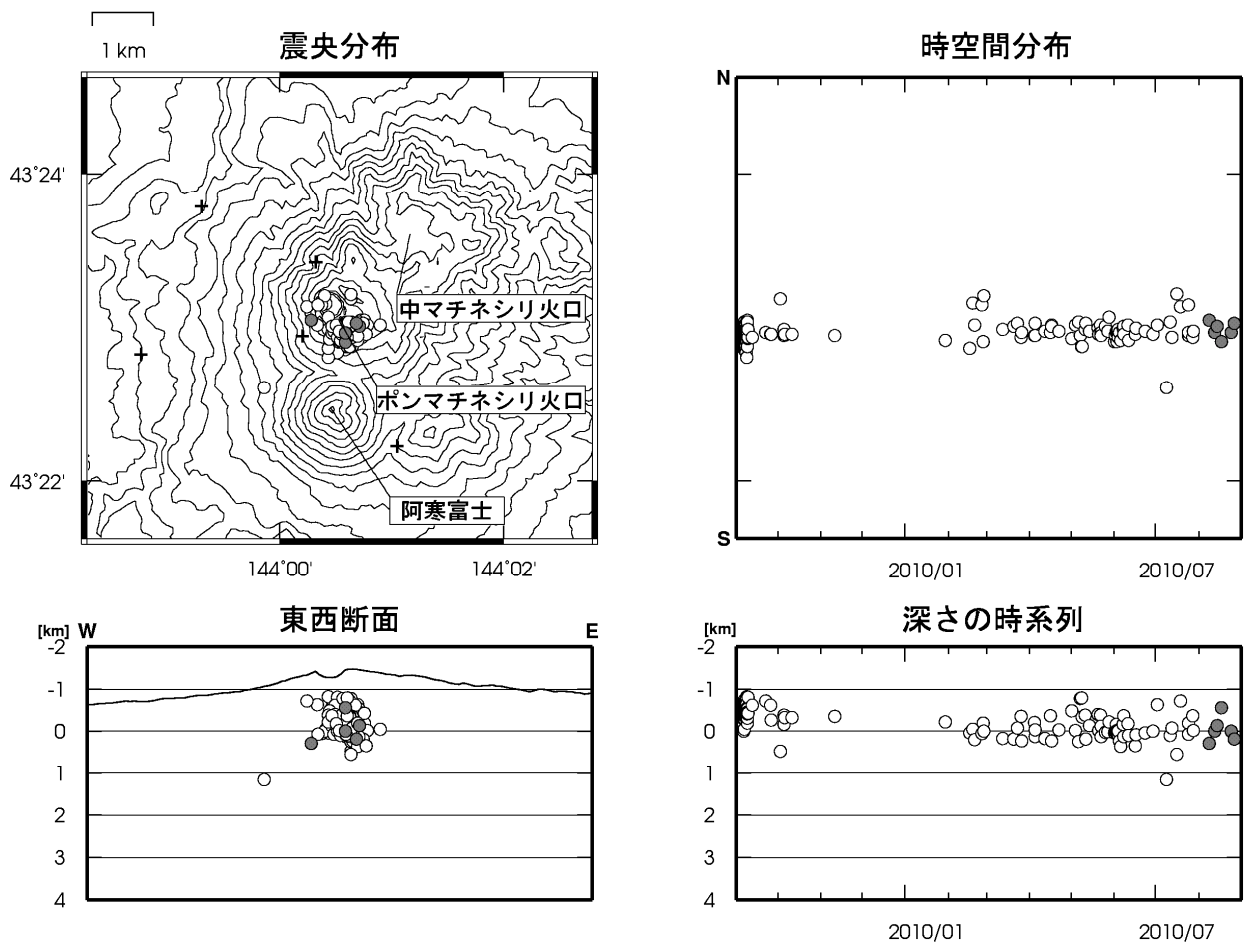 1 km
震央分布
43˚24'
43˚22'
144˚00'
144˚02'
中マチネシリ火口
ポンマチネシリ火口
阿寒富士
時空間分布
N
S
2010/01
2010/07
東西断面
[km]
W
E
-2
-1
0
1
2
3
4
深さの時系列
[km]
-2
-1
0
1
2
3
4
2010/01
2010/07